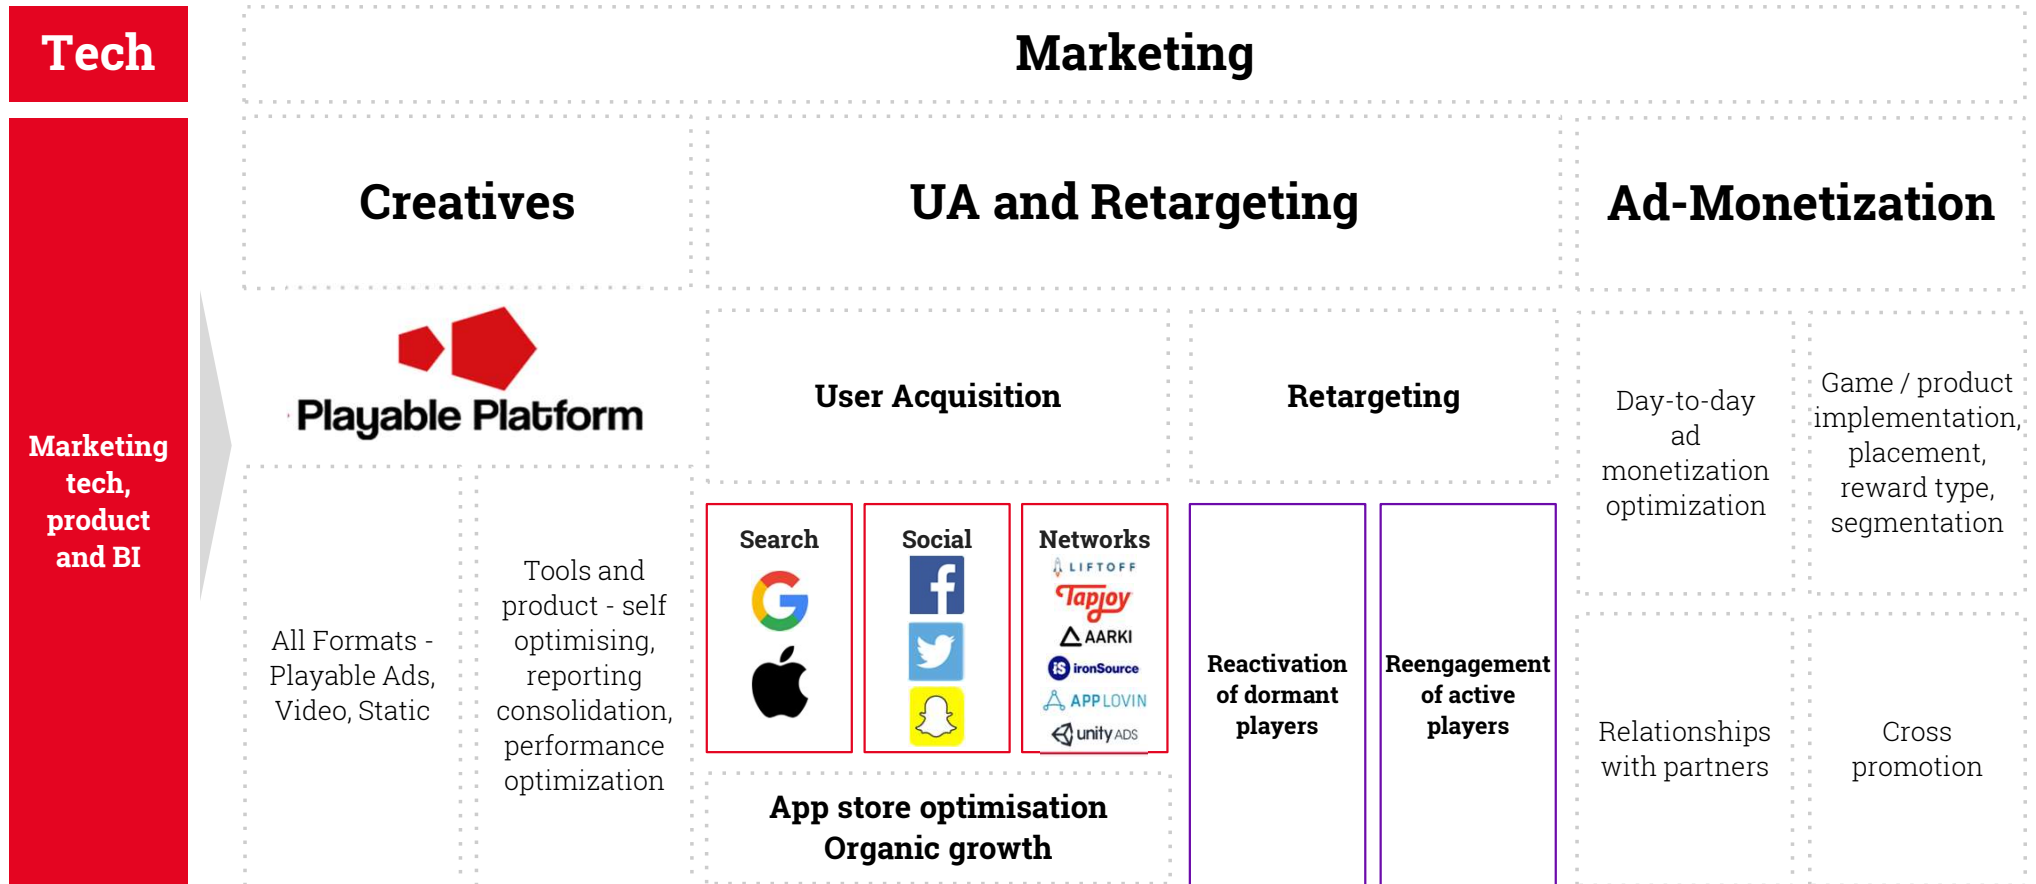 Tech
Marketing
Marketing
tech,
product
and BI
Creatives
UA and Retargeting
Ad-Monetization
Playable Platform
All Formats -
Playable Ads,
Video, Static
Tools and
product - self
optimising,
reporting
consolidation,
performance
optimization
User Acquisition
Search
Social
Networks
LIFTOFF
Tapjoy
AARKI
iS ironSource
APPLOVIN
unity ADS
App store optimisation
Organic growth
Retargeting
Reactivation
of dormant
players
Reengagement
of active
players
Day-to-day
ad
monetization
optimization
Game / product
implementation,
placement,
reward type,
segmentation
Relationships
with partners
Cross
promotion